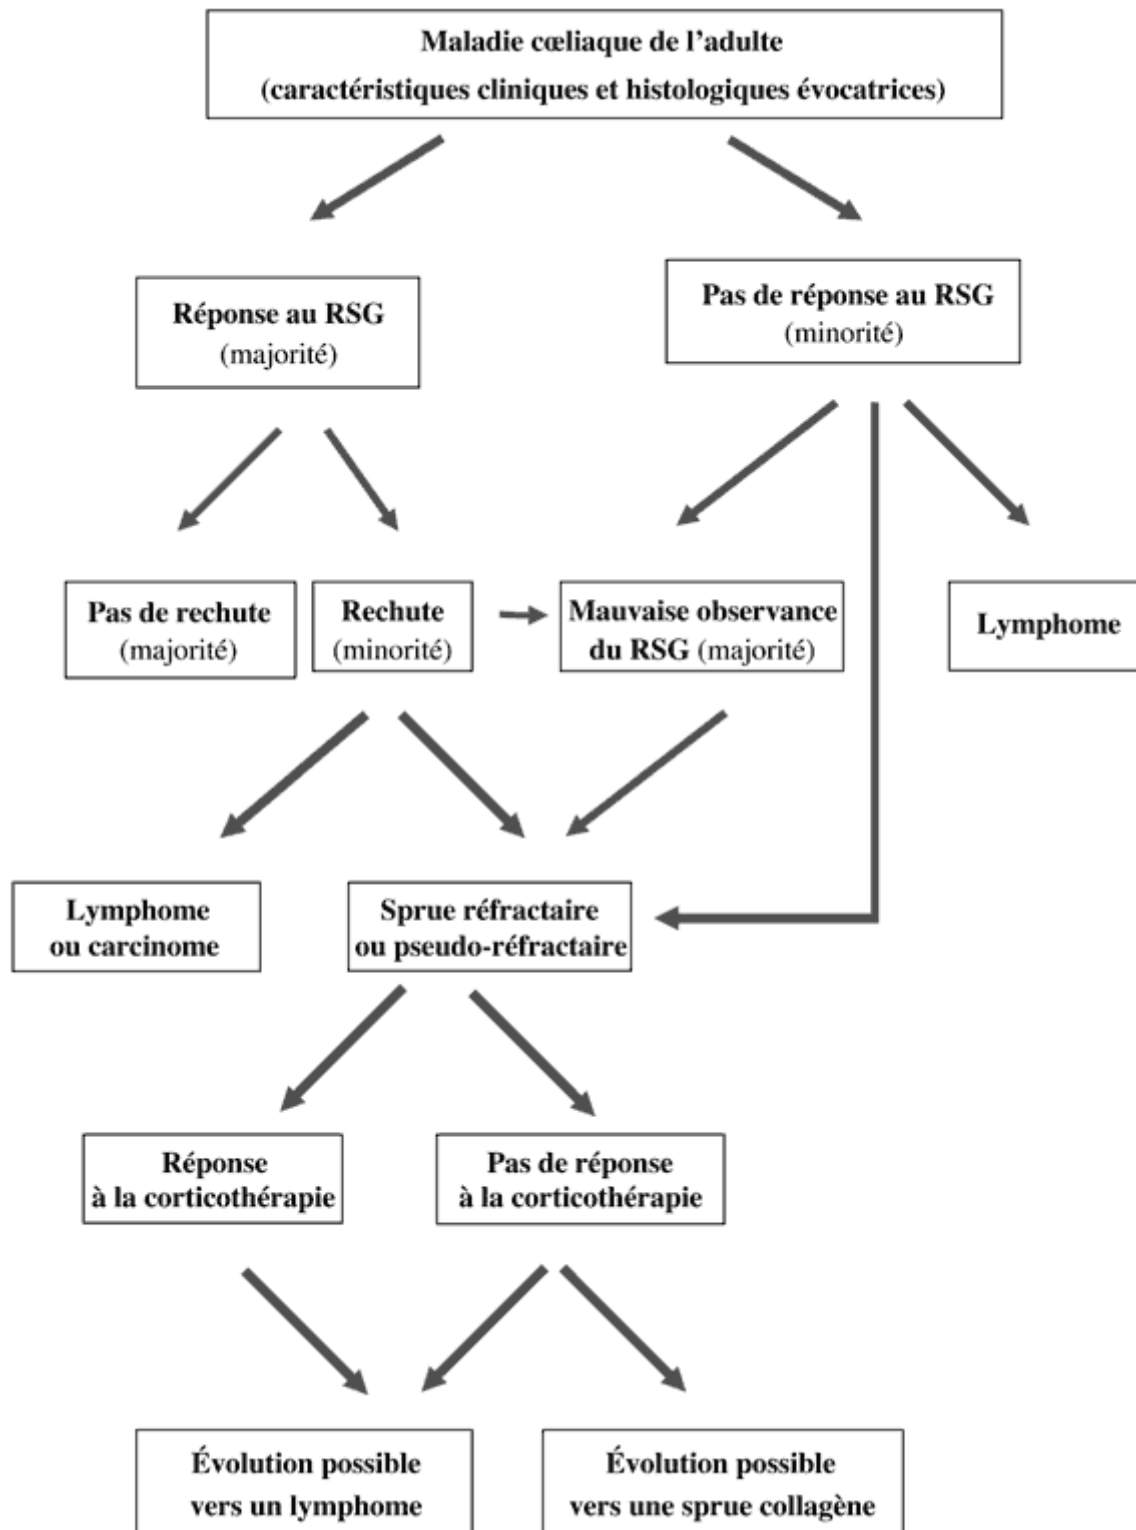 Maladie cœliaque de l’adulte
(caractéristiques cliniques et histologiques évocatrices)
Réponse au RSG
(majorité)
Pas de réponse au RSG
(minorité)
Pas de rechute
(majorité)
Rechute
(minorité)
Mauvaise observance
du RSG (majorité)
Lymphome
Lymphome
ou carcinome
Sprue réfractaire
ou pseudo-réfractaire
Réponse
à la corticothérapie
Pas de réponse
à la corticothérapie
Évolution possible
vers un lymphome
Évolution possible
vers une sprue collagène